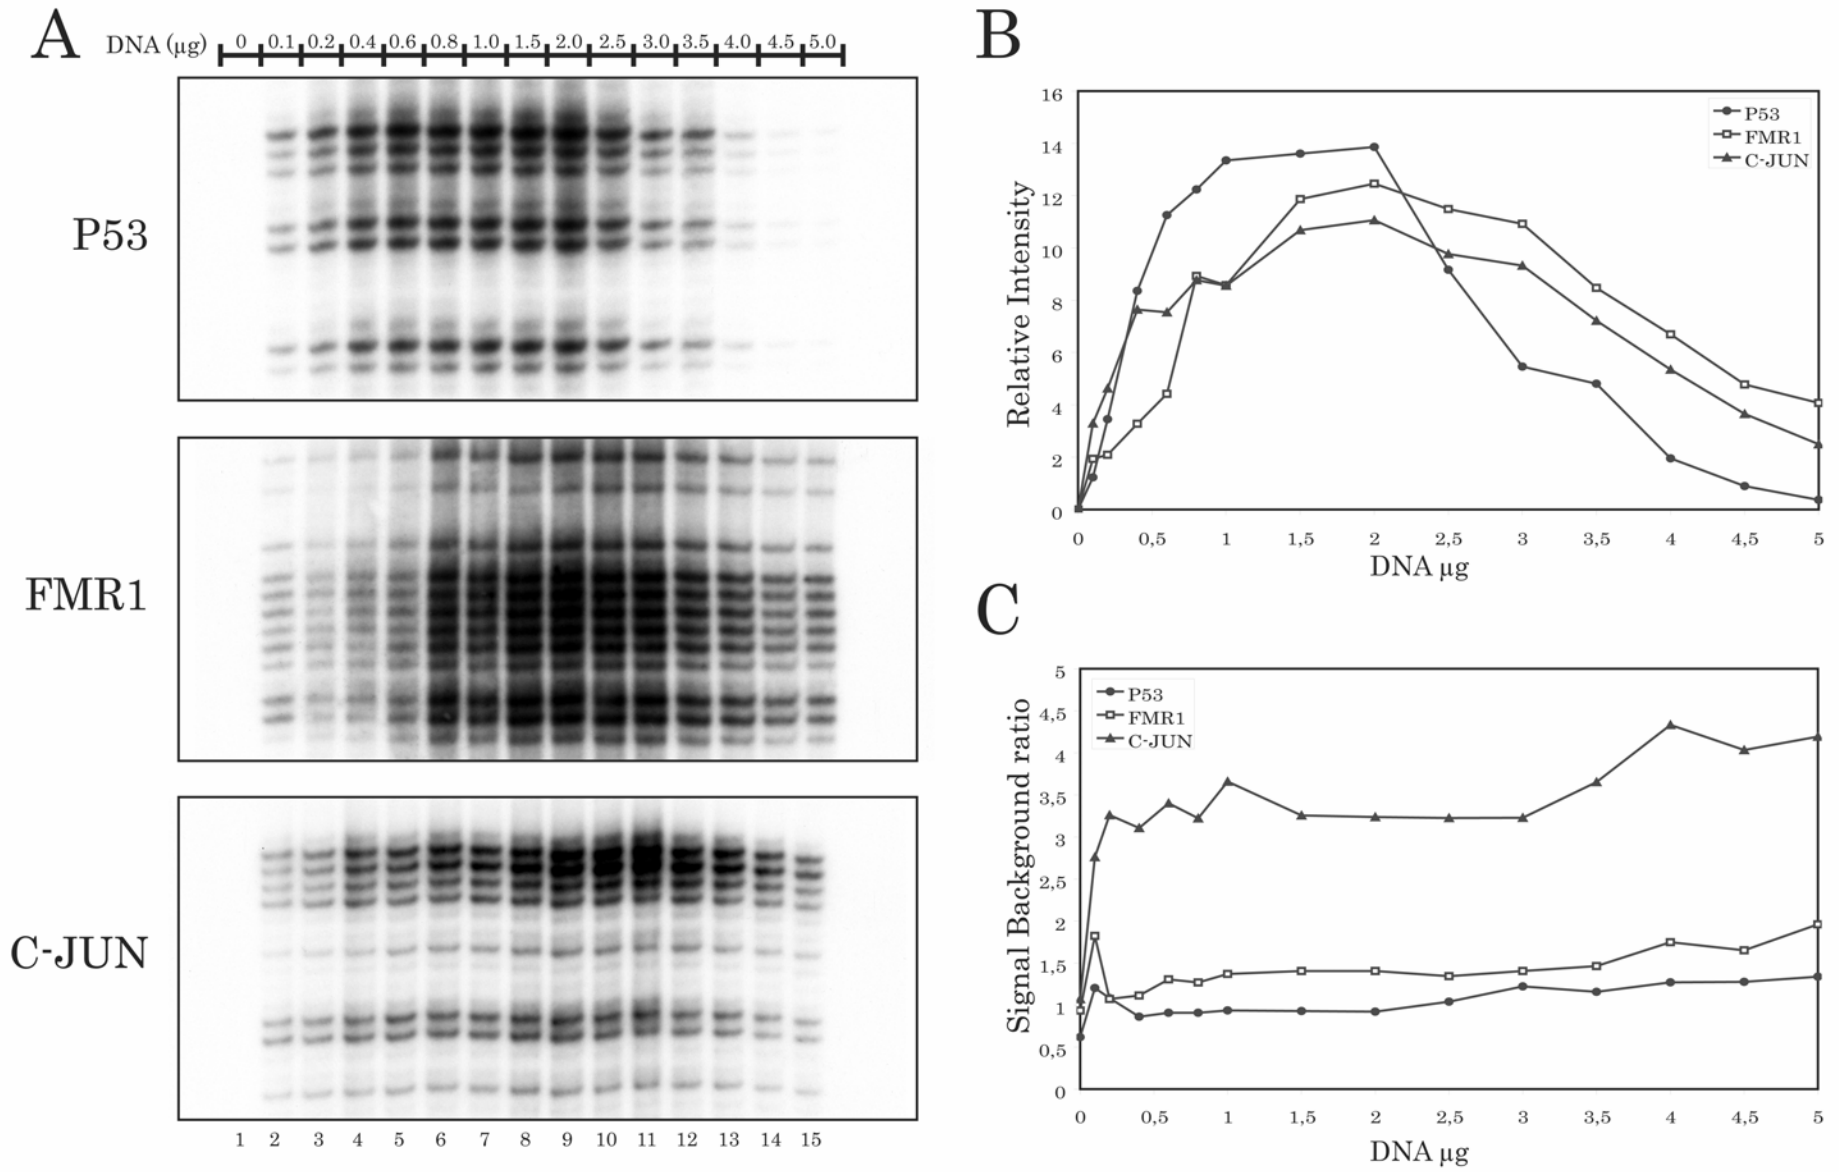 A
DNA (µg)
0 0.1 0.2 0.4 0.6 0.8 1.0 1.5 2.0 2.5 3.0 3.5 4.0 4.5 5.0
P53
FMR1
C-JUN
1 2 3 4 5 6 7 8 9 10 11 12 13 14 15
B
Relative Intensity
16
14
12
10
8
6
4
2
0
P53
FMR1
C-JUN
0 0,5 1 1,5 2 2,5 3 3,5 4 4,5 5
DNA µg
C
Signal Background ratio
5
4,5
4
3,5
3
2,5
2
1,5
1
0,5
0
P53
FMR1
C-JUN
0 0,5 1 1,5 2 2,5 3 3,5 4 4,5 5
DNA µg